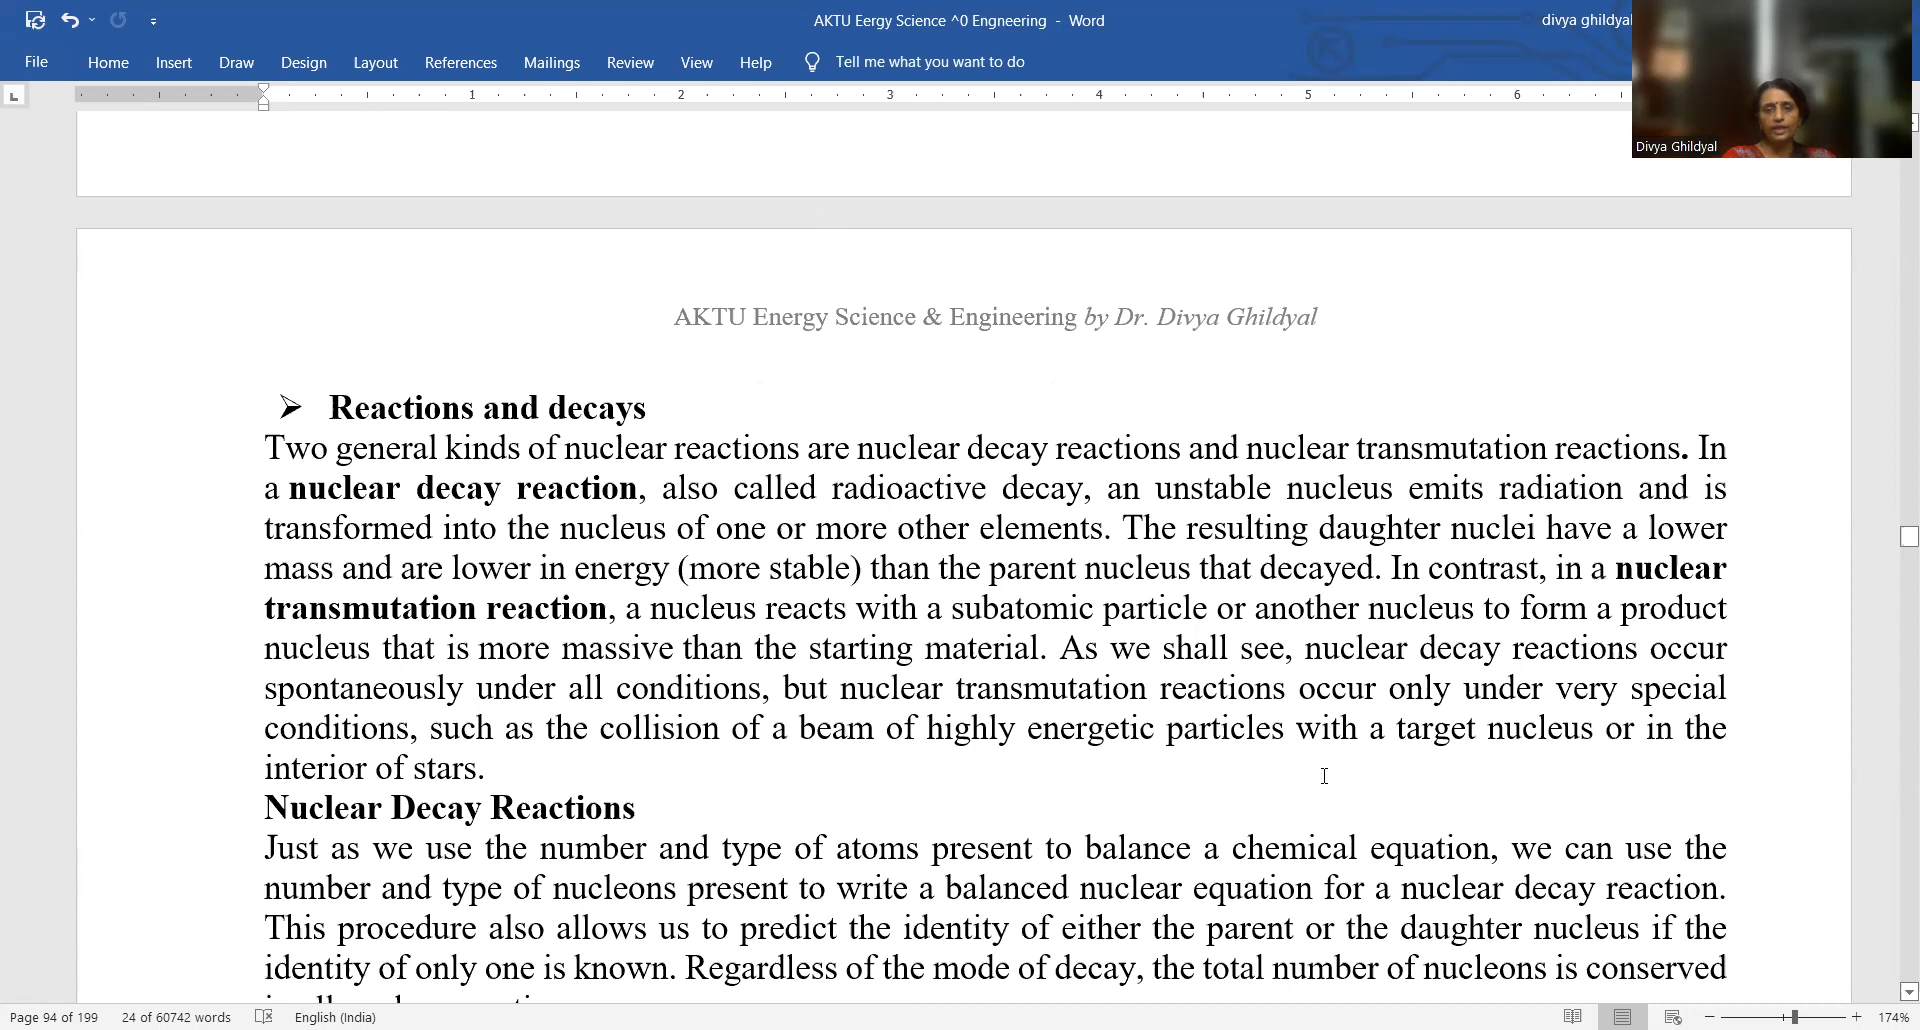 AKTU Eergy Science ^0 Engneering - Word
divya ghildyal
File Home Insert Draw Design Layout References Mailings Review View Help Tell me what you want to do
1 2 3 4 5 6
Divya Ghildyal
AKTU Energy Science & Engineering by Dr. Divya Ghildyal
➢ Reactions and decays
Two general kinds of nuclear reactions are nuclear decay reactions and nuclear transmutation reactions. In
a nuclear decay reaction, also called radioactive decay, an unstable nucleus emits radiation and is
transformed into the nucleus of one or more other elements. The resulting daughter nuclei have a lower
mass and are lower in energy (more stable) than the parent nucleus that decayed. In contrast, in a nuclear
transmutation reaction, a nucleus reacts with a subatomic particle or another nucleus to form a product
nucleus that is more massive than the starting material. As we shall see, nuclear decay reactions occur
spontaneously under all conditions, but nuclear transmutation reactions occur only under very special
conditions, such as the collision of a beam of highly energetic particles with a target nucleus or in the
interior of stars.
Nuclear Decay Reactions
Just as we use the number and type of atoms present to balance a chemical equation, we can use the
number and type of nucleons present to write a balanced nuclear equation for a nuclear decay reaction.
This procedure also allows us to predict the identity of either the parent or the daughter nucleus if the
identity of only one is known. Regardless of the mode of decay, the total number of nucleons is conserved
Page 94 of 199 24 of 60742 words English (India) 174%